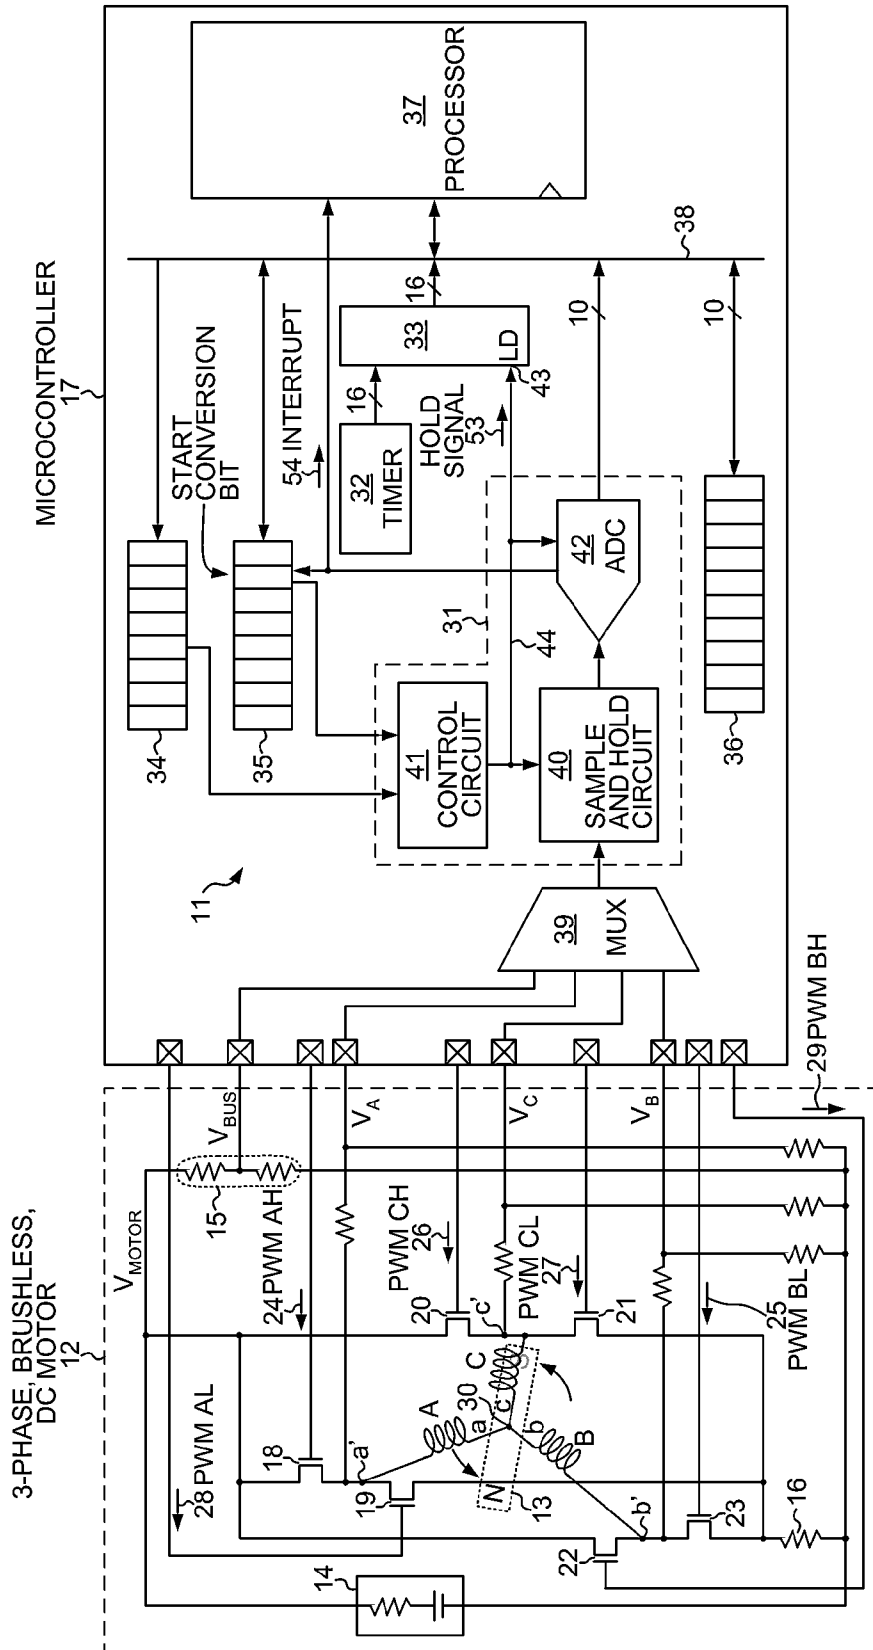 3-PHASE, BRUSHLESS,
DC MOTOR
12
MICROCONTROLLER
17
V_MOTOR
14
28 PWM AL
15
V_BUS
24 PWM AH
18
a'
19
V_A
A
a
PWM CH
26
20
c'
30
C
c
N
S
13
b
B
V_C
PWM CL
27
21
b'
22
23
V_B
25
PWM BL
16
29 PWM BH
11
34
35
START
CONVERSION
BIT
54 INTERRUPT
37
PROCESSOR
38
41
CONTROL
CIRCUIT
31
32
TIMER
16
33
LD
43
16
HOLD
SIGNAL
53
44
39
MUX
40
SAMPLE
AND HOLD
CIRCUIT
42
ADC
10
36
10